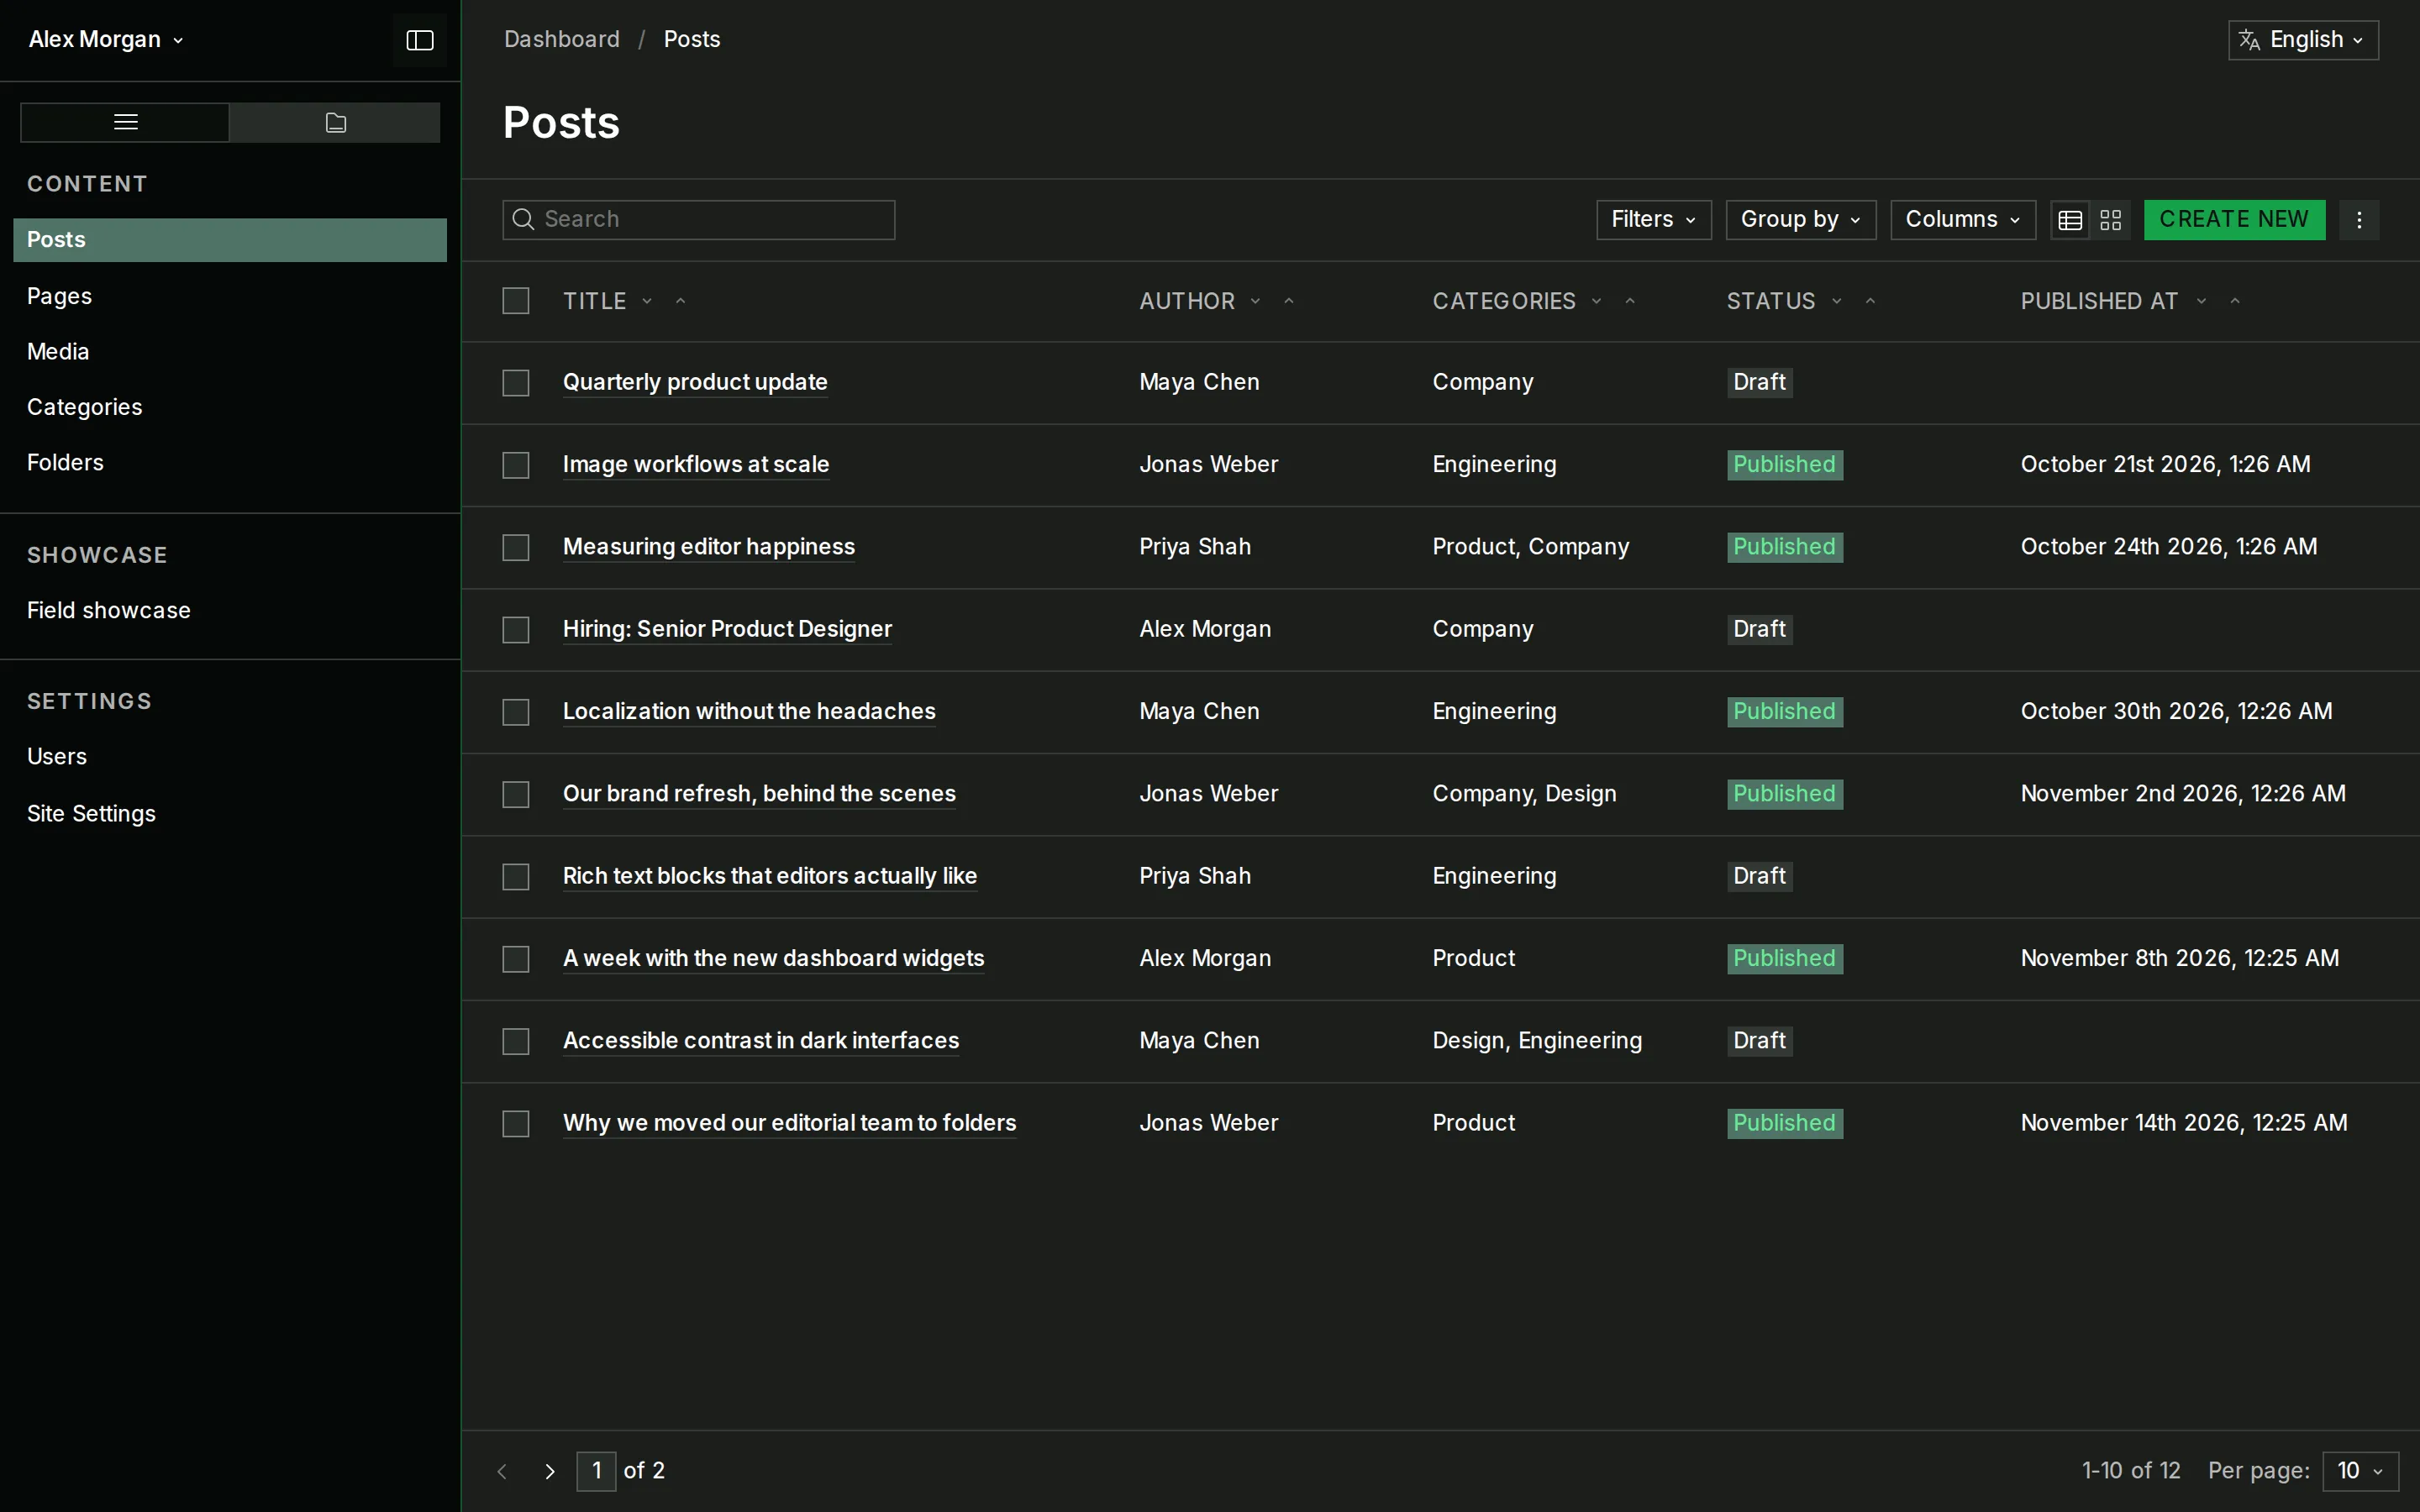 Alex Morgan
Dashboard / Posts
English
Posts
CONTENT
Posts
Pages
Media
Categories
Folders
SHOWCASE
Field showcase
SETTINGS
Users
Site Settings
Search
Filters
Group by
Columns
CREATE NEW
TITLE AUTHOR CATEGORIES STATUS PUBLISHED AT
Quarterly product update Maya Chen Company Draft
Image workflows at scale Jonas Weber Engineering Published October 21st 2026, 1:26 AM
Measuring editor happiness Priya Shah Product, Company Published October 24th 2026, 1:26 AM
Hiring: Senior Product Designer Alex Morgan Company Draft
Localization without the headaches Maya Chen Engineering Published October 30th 2026, 12:26 AM
Our brand refresh, behind the scenes Jonas Weber Company, Design Published November 2nd 2026, 12:26 AM
Rich text blocks that editors actually like Priya Shah Engineering Draft
A week with the new dashboard widgets Alex Morgan Product Published November 8th 2026, 12:25 AM
Accessible contrast in dark interfaces Maya Chen Design, Engineering Draft
Why we moved our editorial team to folders Jonas Weber Product Published November 14th 2026, 12:25 AM
1 of 2
1-10 of 12 Per page: 10